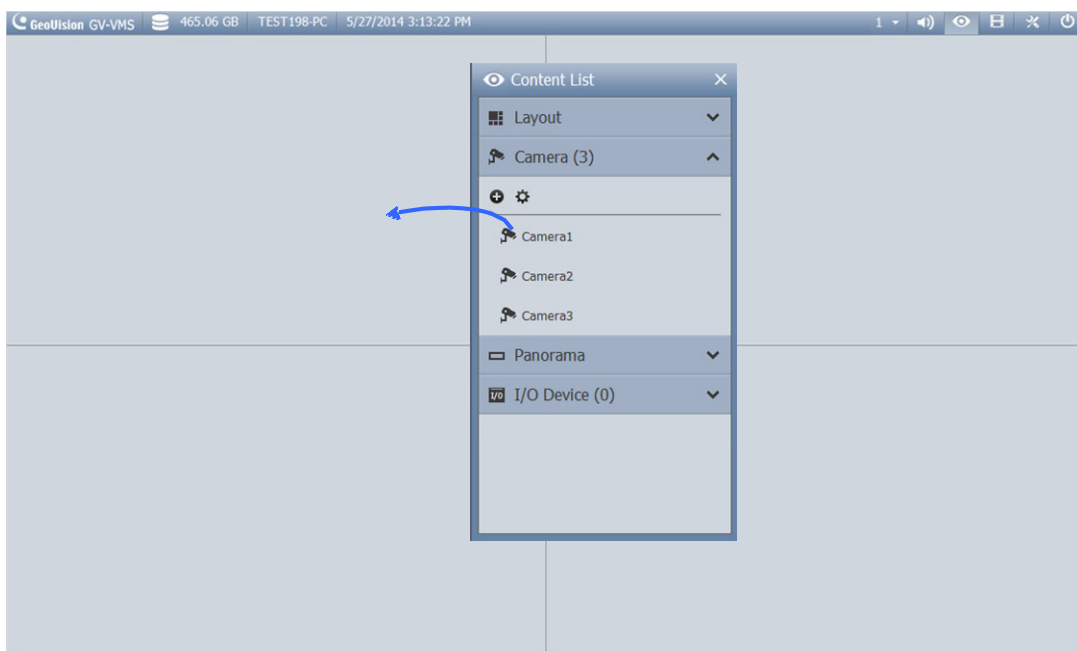 GeoVision GV-VMS 465.06 GB TEST198-PC 5/27/2014 3:13:22 PM 1
Content List
Layout
Camera (3)
Camera1
Camera2
Camera3
Panorama
I/O I/O Device (0)